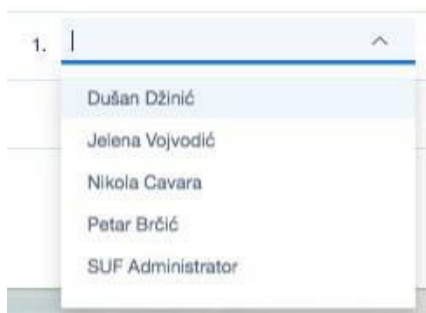 1.
Dušan Džinić
Jelena Vojvodić
Nikola Cavara
Petar Brčić
SUF Administrator